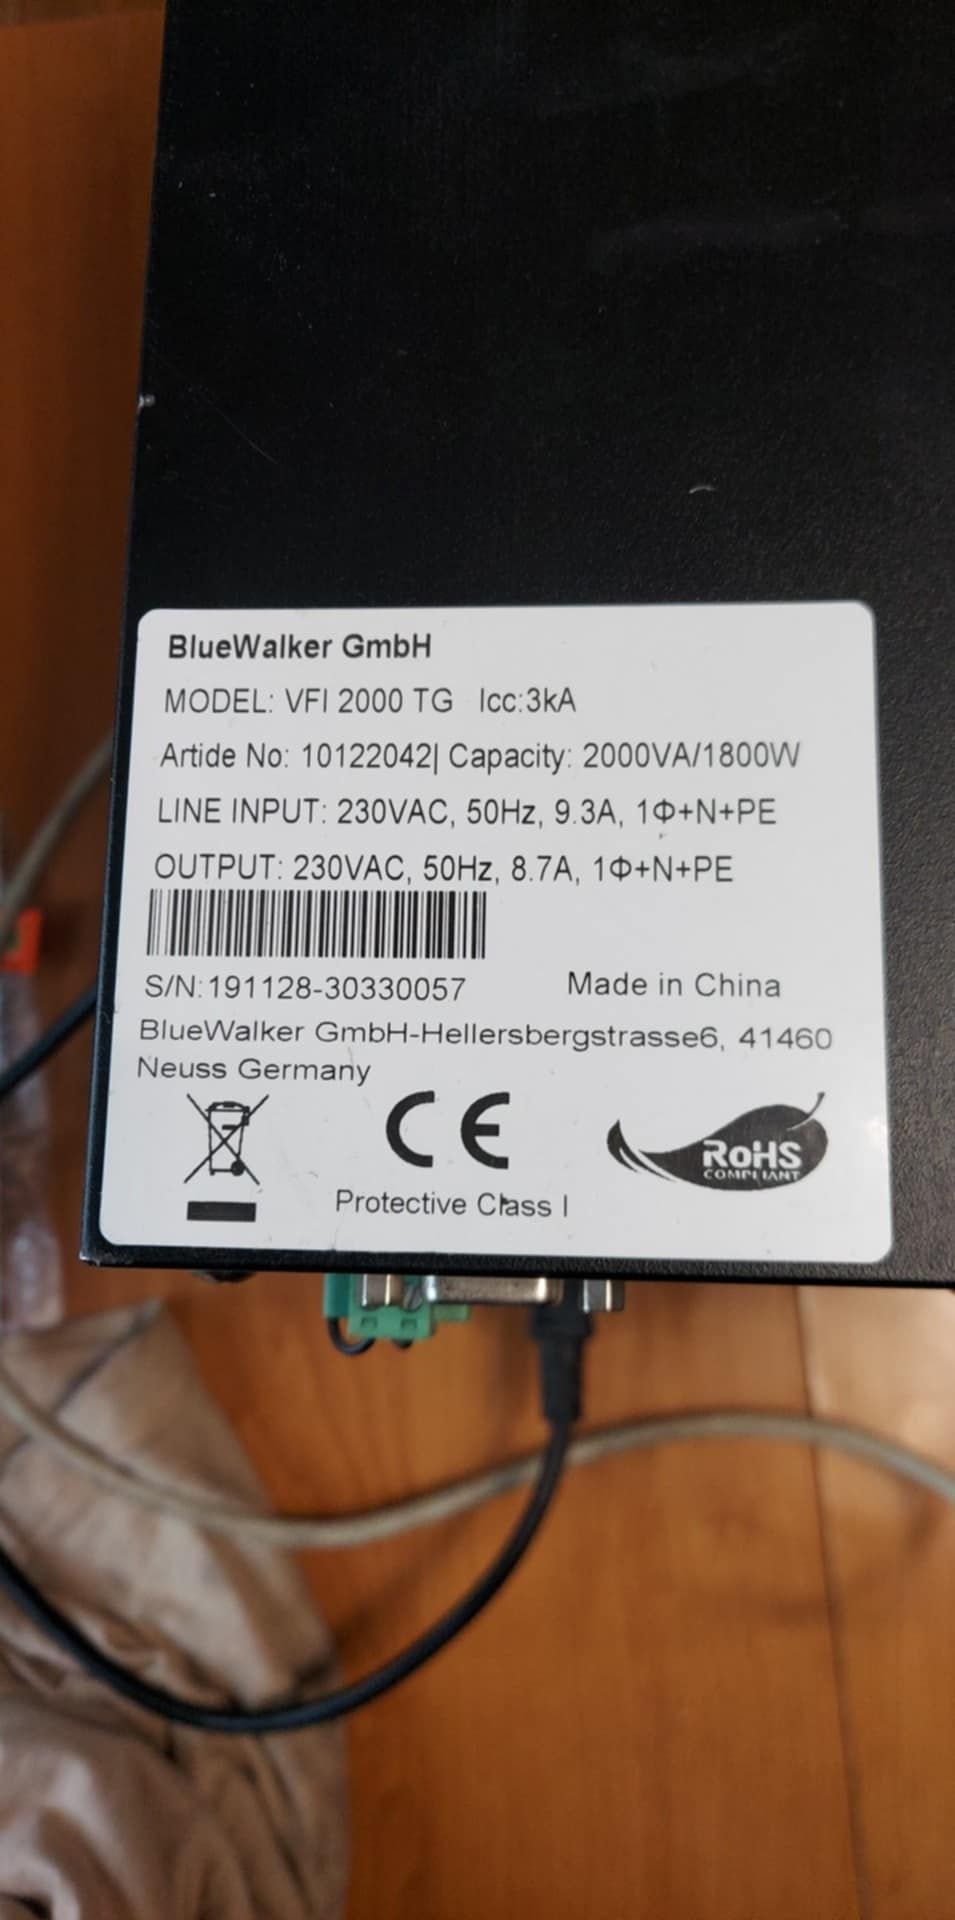 BlueWalker GmbH
MODEL: VFI 2000 TG Icc:3kA
Artide No: 10122042| Capacity: 2000VA/1800W
LINE INPUT: 230VAC, 50Hz, 9.3A, 1Φ+N+PE
OUTPUT: 230VAC, 50Hz, 8.7A, 1Φ+N+PE
S/N:191128-30330057 Made in China
BlueWalker GmbH-Hellersbergstrasse6, 41460
Neuss Germany
CE
RoHS
COMPLIANT
Protective Class I